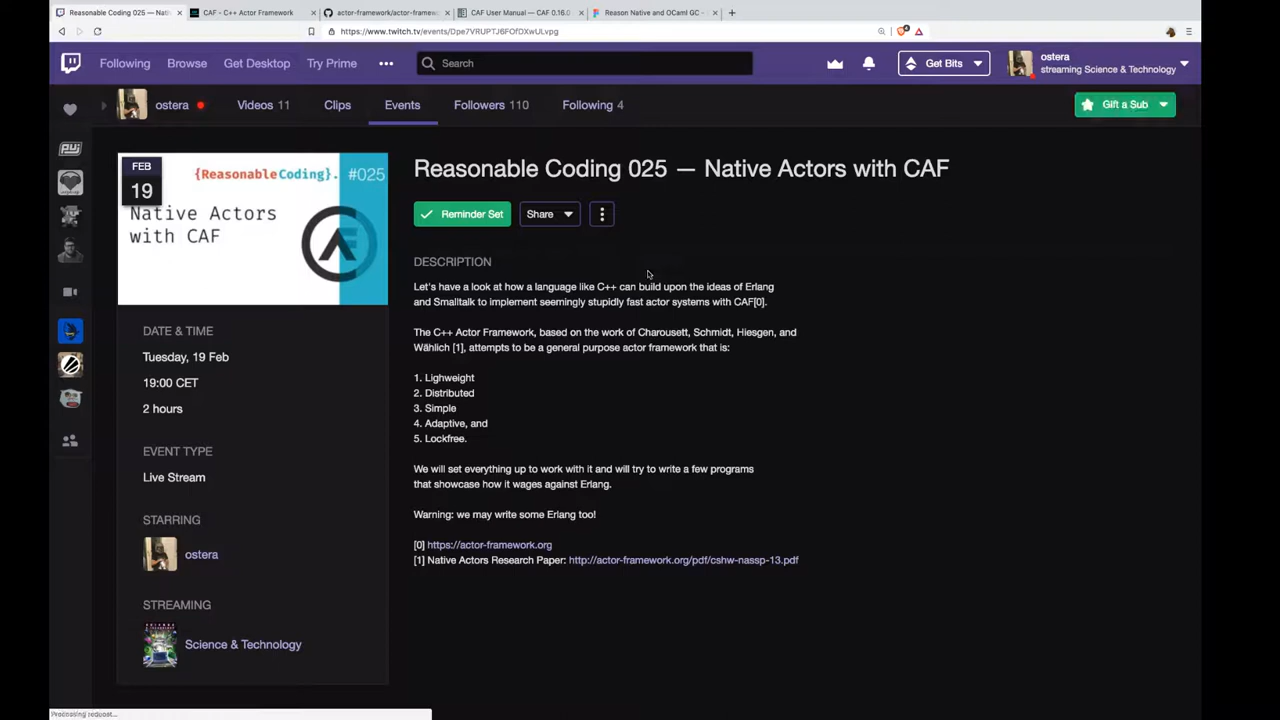 Reasonable Coding 025 — Nativ
CAF - C++ Actor Framework
actor-framework/actor-framew
CAF User Manual — CAF 0.16.0
Reason Native and OCaml GC –
https://www.twitch.tv/events/Dpe7VRUPTJ6FOfDXwULvpg
Following
Browse
Get Desktop
Try Prime
Search
Get Bits
ostera
streaming Science & Technology
ostera
Videos 11
Clips
Events
Followers 110
Following 4
Gift a Sub
FEB
19
{ReasonableCoding}. #025
Native Actors
with CAF
Reasonable Coding 025 — Native Actors with CAF
Reminder Set
Share
DESCRIPTION
Let's have a look at how a language like C++ can build upon the ideas of Erlang
and Smalltalk to implement seemingly stupidly fast actor systems with CAF[0].
The C++ Actor Framework, based on the work of Charousett, Schmidt, Hiesgen, and
Wählich [1], attempts to be a general purpose actor framework that is:
1. Lighweight
2. Distributed
3. Simple
4. Adaptive, and
5. Lockfree.
We will set everything up to work with it and will try to write a few programs
that showcase how it wages against Erlang.
Warning: we may write some Erlang too!
[0] https://actor-framework.org
[1] Native Actors Research Paper: http://actor-framework.org/pdf/cshw-nassp-13.pdf
DATE & TIME
Tuesday, 19 Feb
19:00 CET
2 hours
EVENT TYPE
Live Stream
STARRING
ostera
STREAMING
Science & Technology